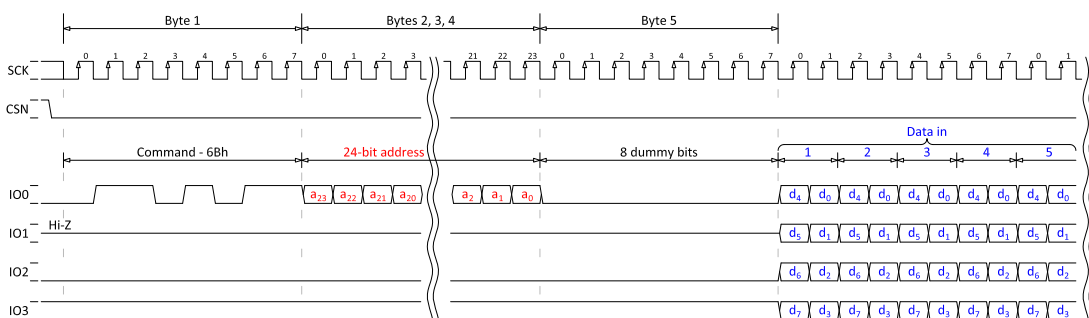 Byte 1 Bytes 2, 3, 4 Byte 5
0 1 2 3 4 5 6 7 0 1 2 3 21 22 23 0 1 2 3 4 5 6 7 0 1 2 3 4 5 6 7 0 1
SCK
CSN
Data in
Command - 6Bh 24-bit address 8 dummy bits 1 2 3 4 5
IO0 a23 a22 a21 a20 a2 a1 a0 d4 d0 d4 d0 d4 d0 d4 d0 d4 d0
Hi-Z
IO1 d5 d1 d5 d1 d5 d1 d5 d1 d5 d1
IO2 d6 d2 d6 d2 d6 d2 d6 d2 d6 d2
IO3 d7 d3 d7 d3 d7 d3 d7 d3 d7 d3